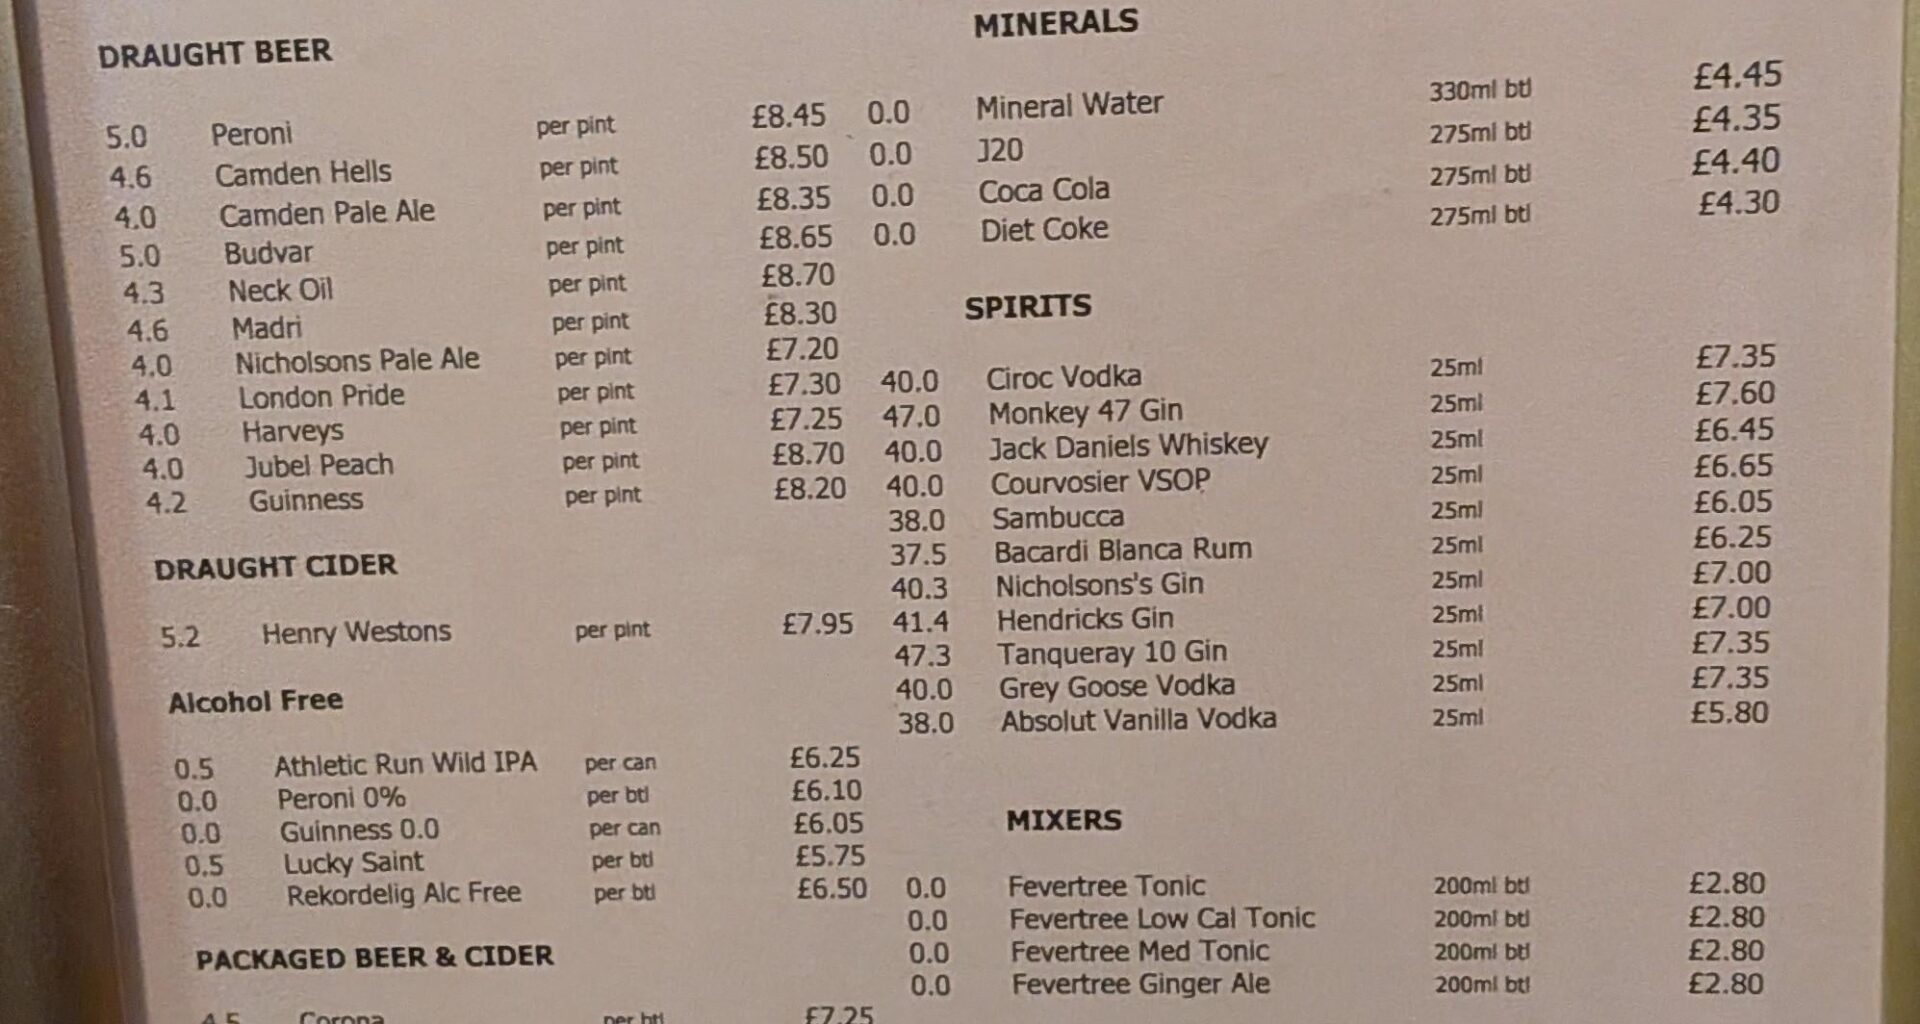 DRAUGHT BEER
5.0 Peroni per pint £8.45
4.6 Camden Hells per pint £8.50
4.0 Camden Pale Ale per pint £8.35
5.0 Budvar per pint £8.65
4.3 Neck Oil per pint £8.70
4.6 Madri per pint £8.30
4.0 Nicholsons Pale Ale per pint £7.20
4.1 London Pride per pint £7.30
4.0 Harveys per pint £7.25
4.0 Jubel Peach per pint £8.70
4.2 Guinness per pint £8.20
DRAUGHT CIDER
5.2 Henry Westons per pint £7.95
Alcohol Free
0.5 Athletic Run Wild IPA per can £6.25
0.0 Peroni 0% per btl £6.10
0.0 Guinness 0.0 per can £6.05
0.5 Lucky Saint per btl £5.75
0.0 Rekordelig Alc Free per btl £6.50
PACKAGED BEER & CIDER
4.5 Corona per btl £7.25
MINERALS
0.0 Mineral Water 330ml btl £4.45
0.0 J20 275ml btl £4.35
0.0 Coca Cola 275ml btl £4.40
0.0 Diet Coke 275ml btl £4.30
SPIRITS
40.0 Ciroc Vodka 25ml £7.35
47.0 Monkey 47 Gin 25ml £7.60
40.0 Jack Daniels Whiskey 25ml £6.45
40.0 Courvosier VSOP 25ml £6.65
38.0 Sambucca 25ml £6.05
37.5 Bacardi Blanca Rum 25ml £6.25
40.3 Nicholsons's Gin 25ml £7.00
41.4 Hendricks Gin 25ml £7.00
47.3 Tanqueray 10 Gin 25ml £7.35
40.0 Grey Goose Vodka 25ml £7.35
38.0 Absolut Vanilla Vodka 25ml £5.80
MIXERS
0.0 Fevertree Tonic 200ml btl £2.80
0.0 Fevertree Low Cal Tonic 200ml btl £2.80
0.0 Fevertree Med Tonic 200ml btl £2.80
0.0 Fevertree Ginger Ale 200ml btl £2.80